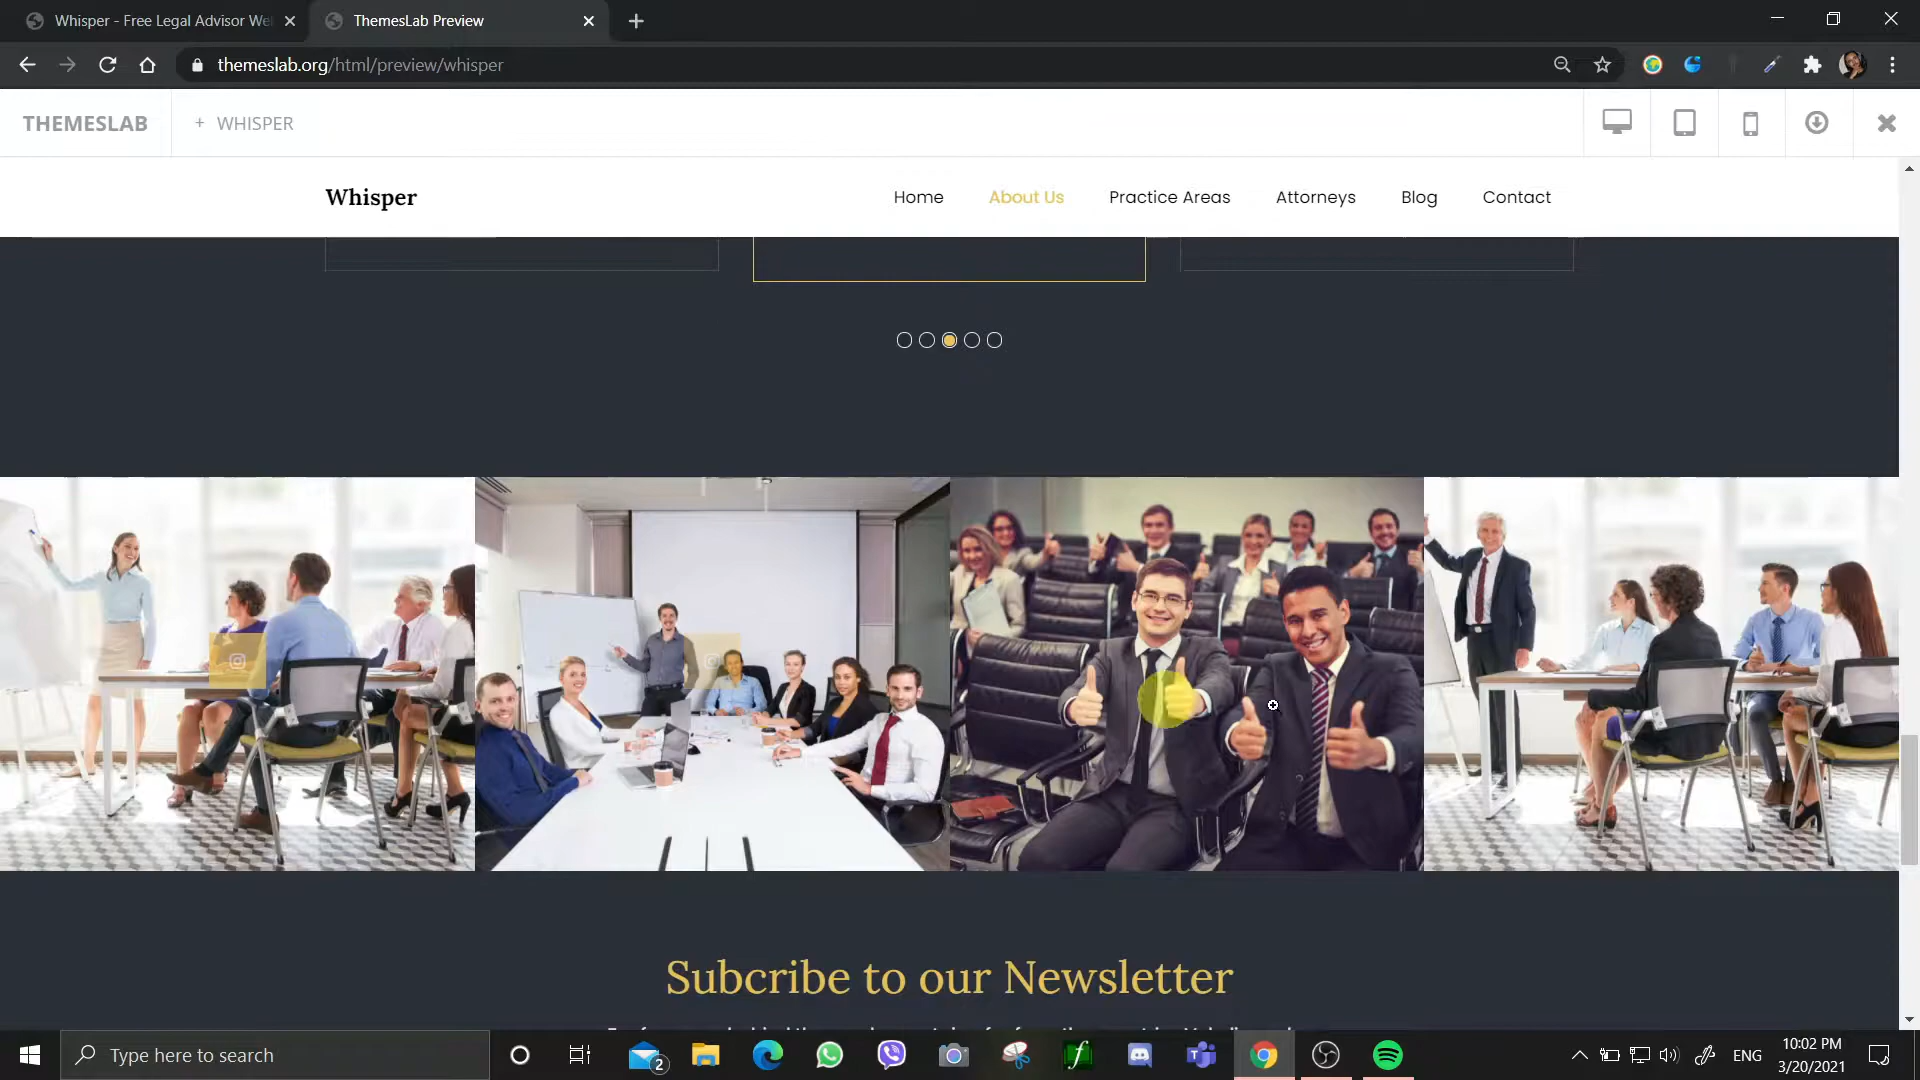 Whisper - Free Legal Advisor We
ThemesLab Preview
themeslab.org/html/preview/whisper
THEMESLAB
+ WHISPER
Whisper
Home
About Us
Practice Areas
Attorneys
Blog
Contact
Subcribe to our Newsletter
Type here to search
2
ENG
10:02 PM
3/20/2021